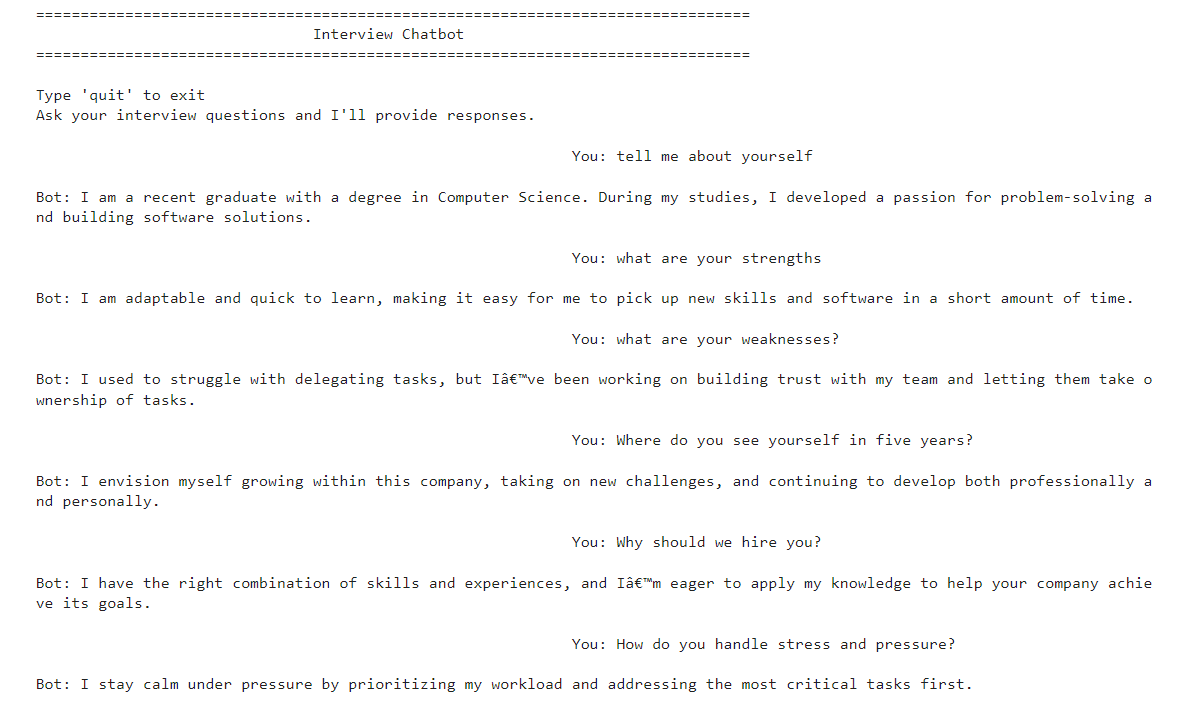 ================================================================================
Interview Chatbot
================================================================================
Type 'quit' to exit
Ask your interview questions and I'll provide responses.
You: tell me about yourself
Bot: I am a recent graduate with a degree in Computer Science. During my studies, I developed a passion for problem-solving a
nd building software solutions.
You: what are your strengths
Bot: I am adaptable and quick to learn, making it easy for me to pick up new skills and software in a short amount of time.
You: what are your weaknesses?
Bot: I used to struggle with delegating tasks, but Iâ€™ve been working on building trust with my team and letting them take o
wnership of tasks.
You: Where do you see yourself in five years?
Bot: I envision myself growing within this company, taking on new challenges, and continuing to develop both professionally a
nd personally.
You: Why should we hire you?
Bot: I have the right combination of skills and experiences, and Iâ€™m eager to apply my knowledge to help your company achie
ve its goals.
You: How do you handle stress and pressure?
Bot: I stay calm under pressure by prioritizing my workload and addressing the most critical tasks first.